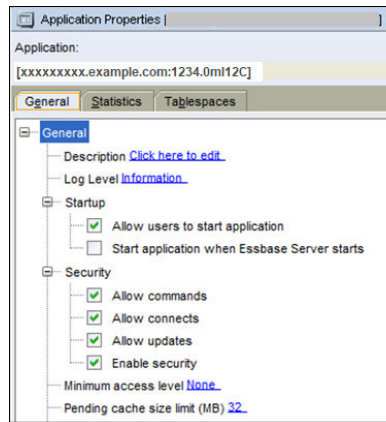 Application Properties [ ]
Application:
[xxxxxxxxx.example.com:1234.0ml12C]
General Statistics Tablespaces
General
Description Click here to edit
Log Level Information
Startup
Allow users to start application
Start application when Essbase Server starts
Security
Allow commands
Allow connects
Allow updates
Enable security
Minimum access level None
Pending cache size limit (MB) 32